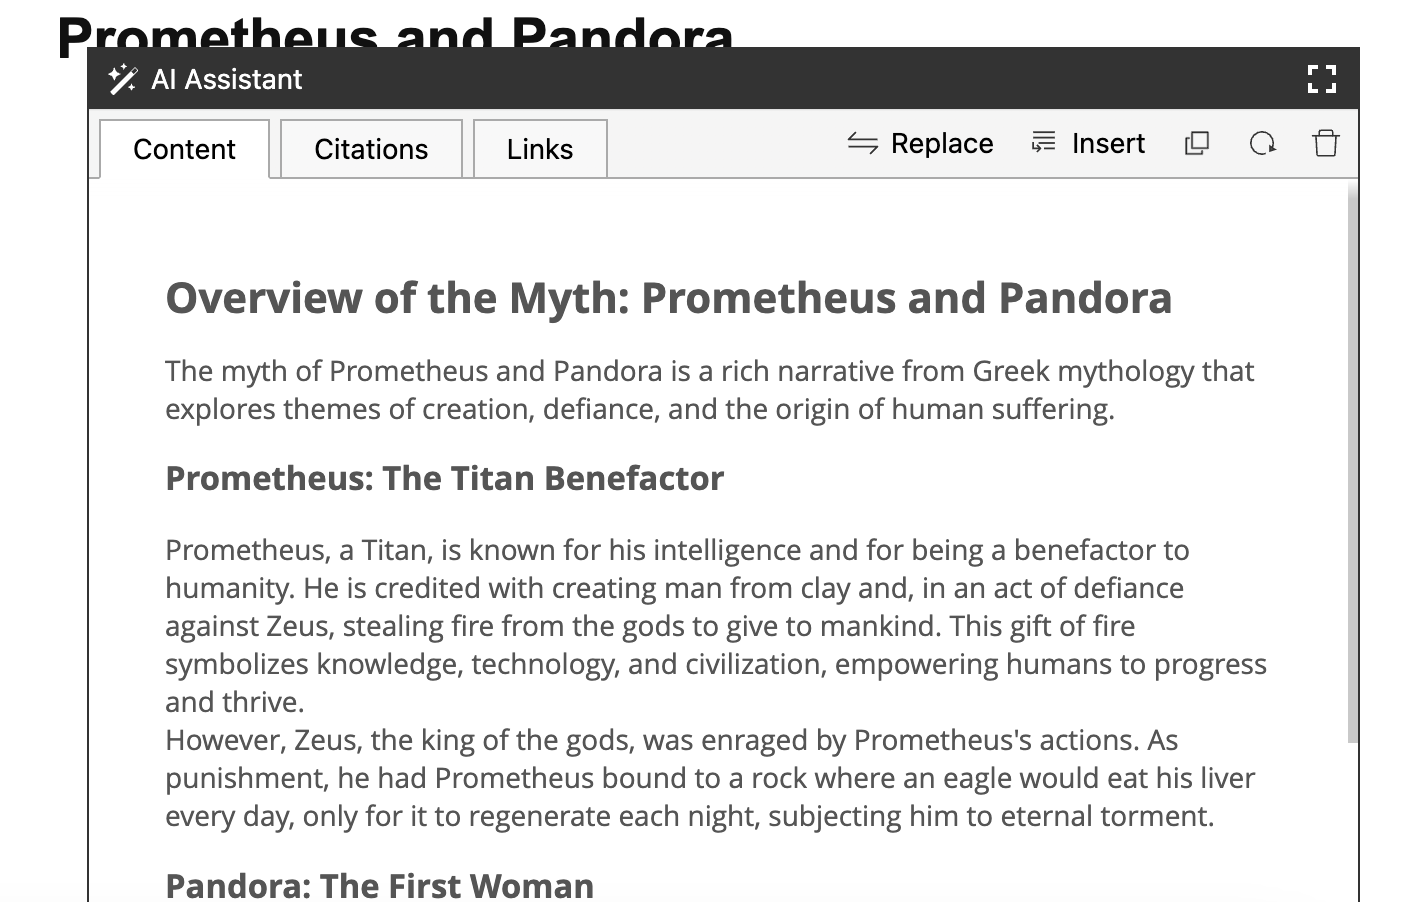 Prometheus and Pandora
AI Assistant
Content
Citations
Links
Replace
Insert
Overview of the Myth: Prometheus and Pandora
The myth of Prometheus and Pandora is a rich narrative from Greek mythology that
explores themes of creation, defiance, and the origin of human suffering.
Prometheus: The Titan Benefactor
Prometheus, a Titan, is known for his intelligence and for being a benefactor to
humanity. He is credited with creating man from clay and, in an act of defiance
against Zeus, stealing fire from the gods to give to mankind. This gift of fire
symbolizes knowledge, technology, and civilization, empowering humans to progress
and thrive.
However, Zeus, the king of the gods, was enraged by Prometheus's actions. As
punishment, he had Prometheus bound to a rock where an eagle would eat his liver
every day, only for it to regenerate each night, subjecting him to eternal torment.
Pandora: The First Woman